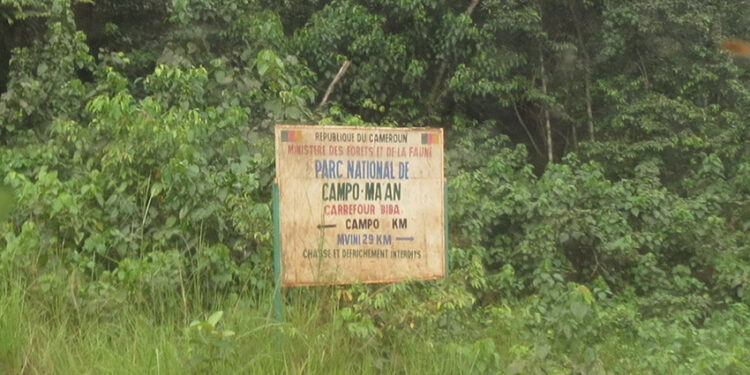 REPUBLIQUE DU CAMEROUN
MINISTERE DES FORETS ET DE LA FAUNE
PARC NATIONAL DE
CAMPO-MA'AN
CARREFOUR BIBA
← CAMPO KM
MVINI 29 KM →
CHASSE ET DEFRICHEMENT INTERDITS